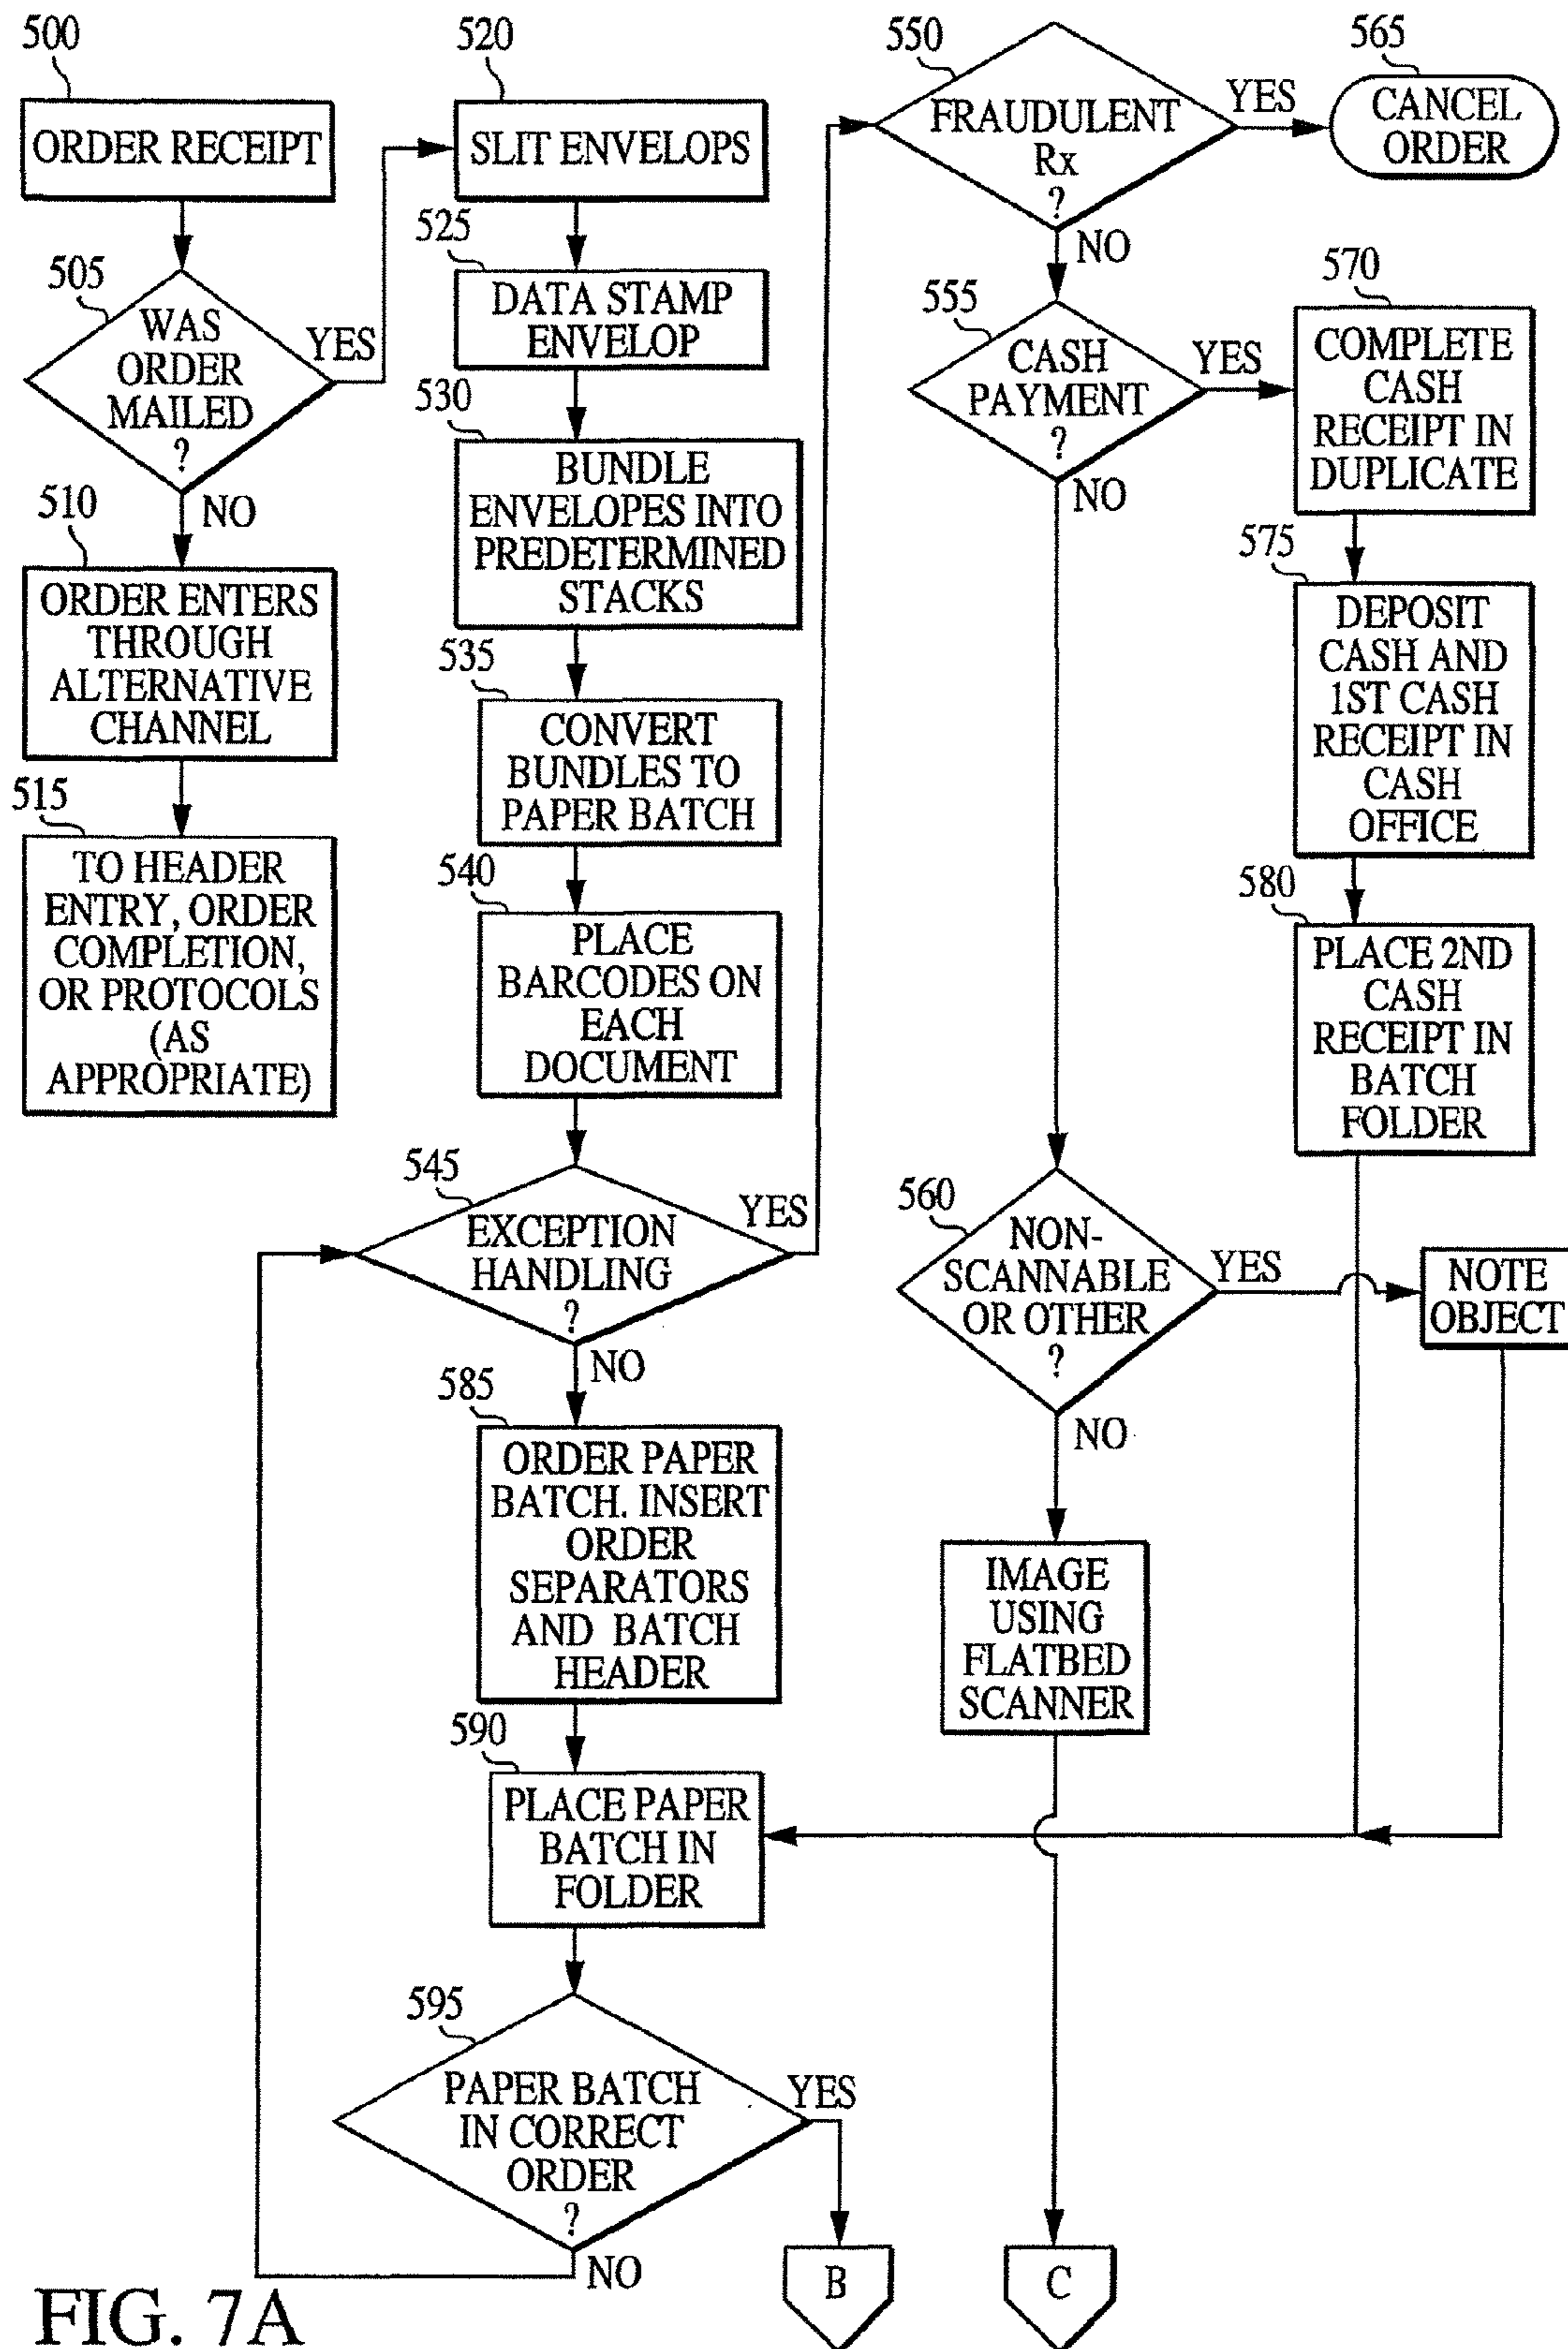 500
ORDER RECEIPT
505
WAS
ORDER
MAILED
?
YES
NO
510
ORDER ENTERS
THROUGH
ALTERNATIVE
CHANNEL
515
TO HEADER
ENTRY, ORDER
COMPLETION,
OR PROTOCOLS
(AS
APPROPRIATE)
520
SLIT ENVELOPS
525
DATA STAMP
ENVELOP
530
BUNDLE
ENVELOPES INTO
PREDETERMINED
STACKS
535
CONVERT
BUNDLES TO
PAPER BATCH
540
PLACE
BARCODES ON
EACH
DOCUMENT
545
EXCEPTION
HANDLING
?
YES
NO
585
ORDER PAPER
BATCH. INSERT
ORDER
SEPARATORS
AND BATCH
HEADER
590
PLACE PAPER
BATCH IN
FOLDER
595
PAPER BATCH
IN CORRECT
ORDER
?
YES
NO
B
550
FRAUDULENT
Rx
?
YES
NO
565
CANCEL
ORDER
555
CASH
PAYMENT
?
YES
NO
570
COMPLETE
CASH
RECEIPT IN
DUPLICATE
575
DEPOSIT
CASH AND
1ST CASH
RECEIPT IN
CASH
OFFICE
580
PLACE 2ND
CASH
RECEIPT IN
BATCH
FOLDER
560
NON-
SCANNABLE
OR OTHER
?
YES
NO
NOTE
OBJECT
IMAGE
USING
FLATBED
SCANNER
C
FIG. 7A